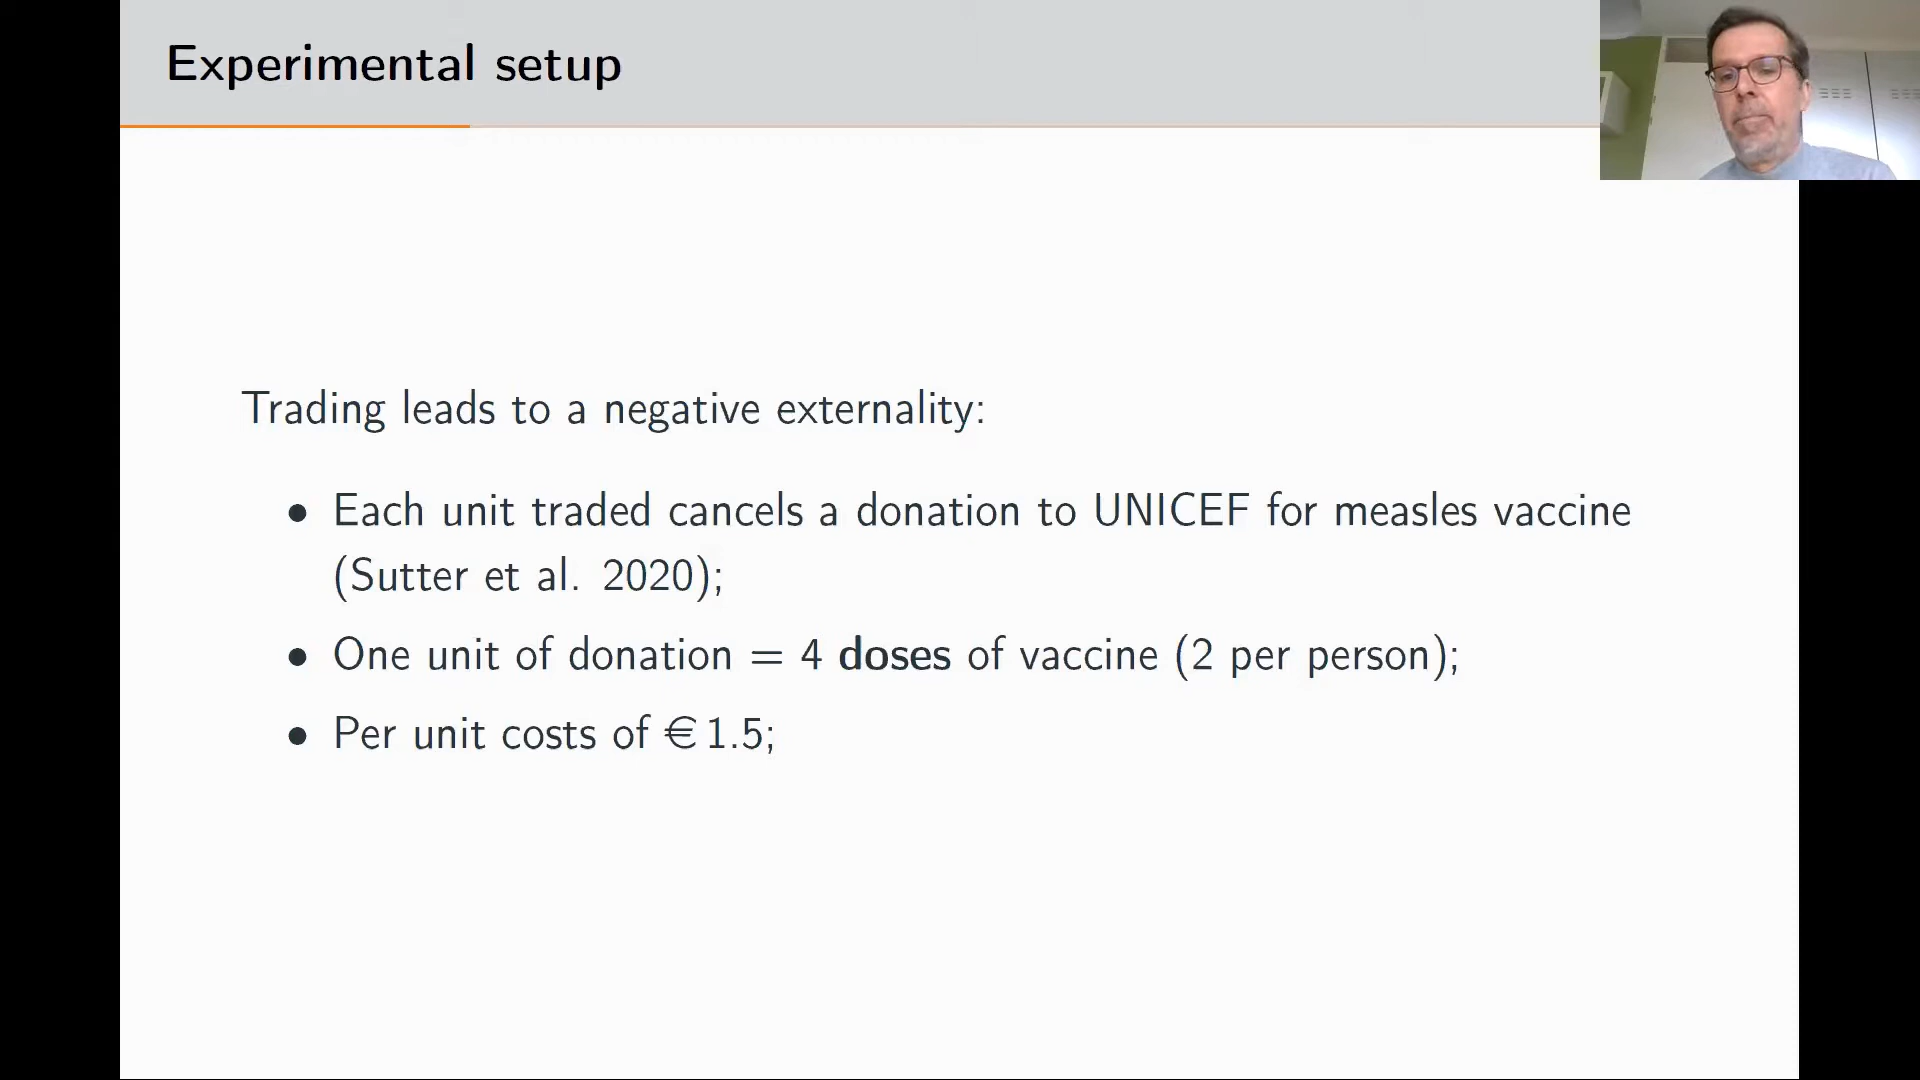 Experimental setup
Trading leads to a negative externality:
• Each unit traded cancels a donation to UNICEF for measles vaccine
(Sutter et al. 2020);
• One unit of donation = 4 doses of vaccine (2 per person);
• Per unit costs of €1.5;